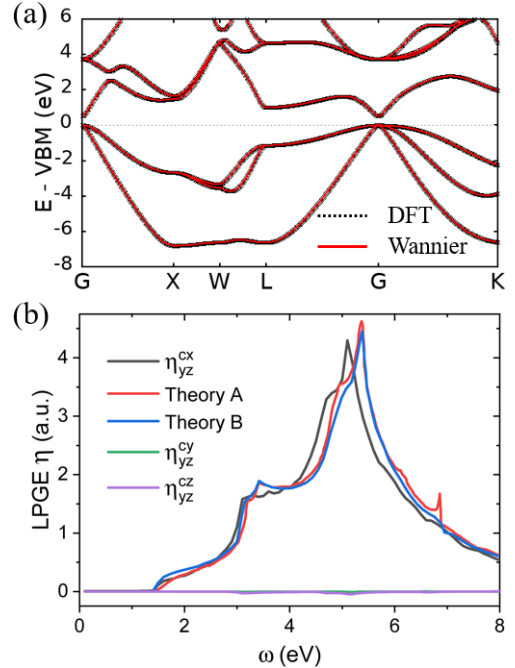 (a)
6
4
2
0
-2
-4
-6
-8
E - VBM (eV)
DFT
Wannier
G X W L G K
(b)
4
3
2
1
0
LPGE η (a.u.)
η_yz^cx
Theory A
Theory B
η_yz^cy
η_yz^cz
0 2 4 6 8
ω (eV)